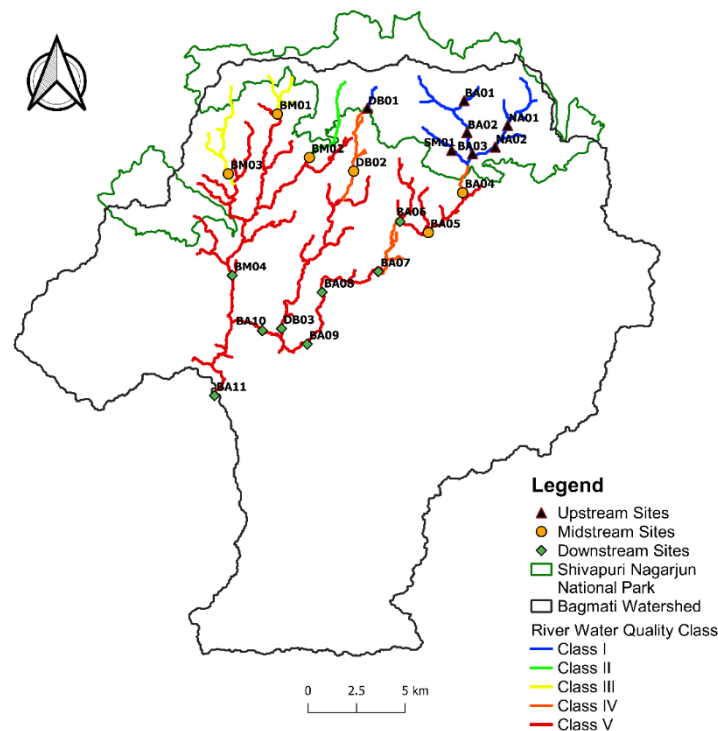 BA01
BM01
DB01
NA01
BA02
SM01
BA03
NA02
BM02
BM03
DB02
BA04
BA06
BA05
BM04
BA07
BA08
BA10
DB03
BA09
BA11
Legend
Upstream Sites
Midstream Sites
Downstream Sites
Shivapuri Nagarjun
National Park
Bagmati Watershed
River Water Quality Class
Class I
Class II
Class III
Class IV
Class V
0 2.5 5 km